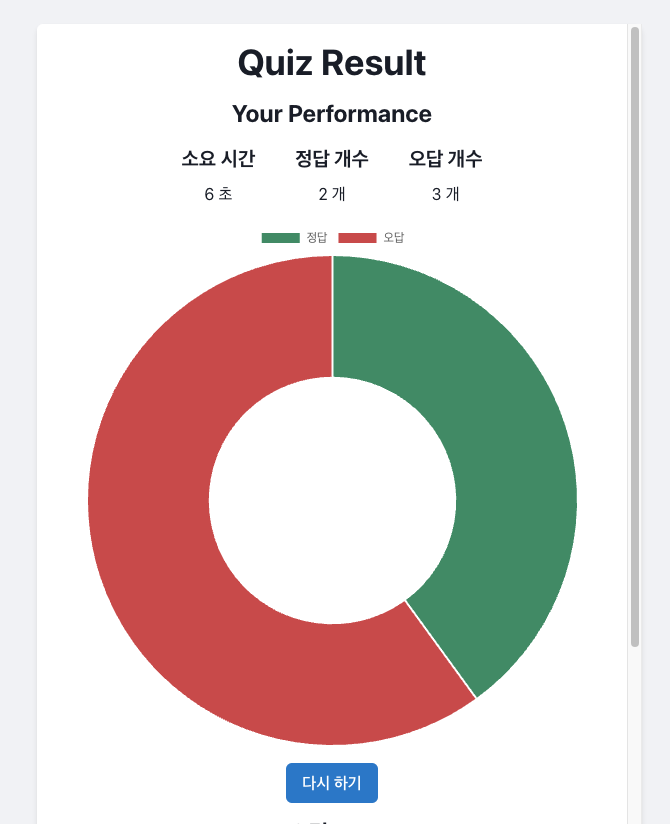 Quiz Result
Your Performance
소요 시간 정답 개수 오답 개수
6 초 2 개 3 개
정답 오답
다시 하기